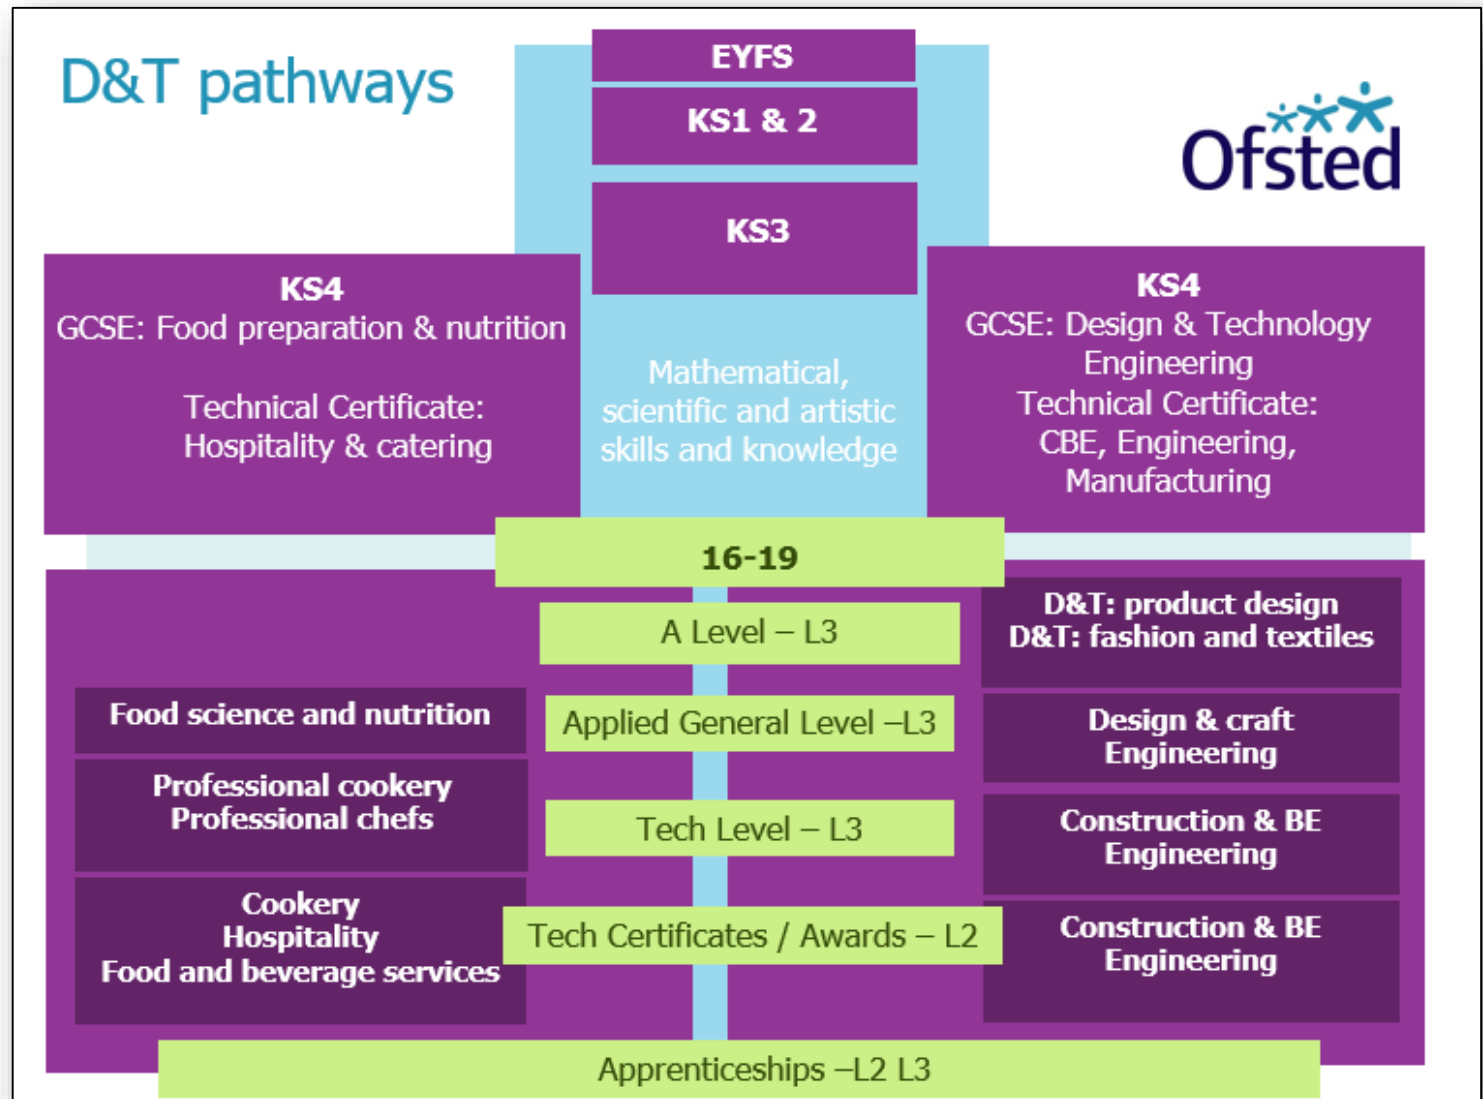 D&T pathways
Ofsted
EYFS
KS1 & 2
KS3
KS4
GCSE: Food preparation & nutrition
Technical Certificate:
Hospitality & catering
Mathematical,
scientific and artistic
skills and knowledge
KS4
GCSE: Design & Technology
Engineering
Technical Certificate:
CBE, Engineering,
Manufacturing
16-19
A Level – L3
D&T: product design
D&T: fashion and textiles
Food science and nutrition
Applied General Level –L3
Design & craft
Engineering
Professional cookery
Professional chefs
Tech Level – L3
Construction & BE
Engineering
Cookery
Hospitality
Food and beverage services
Tech Certificates / Awards – L2
Construction & BE
Engineering
Apprenticeships –L2 L3